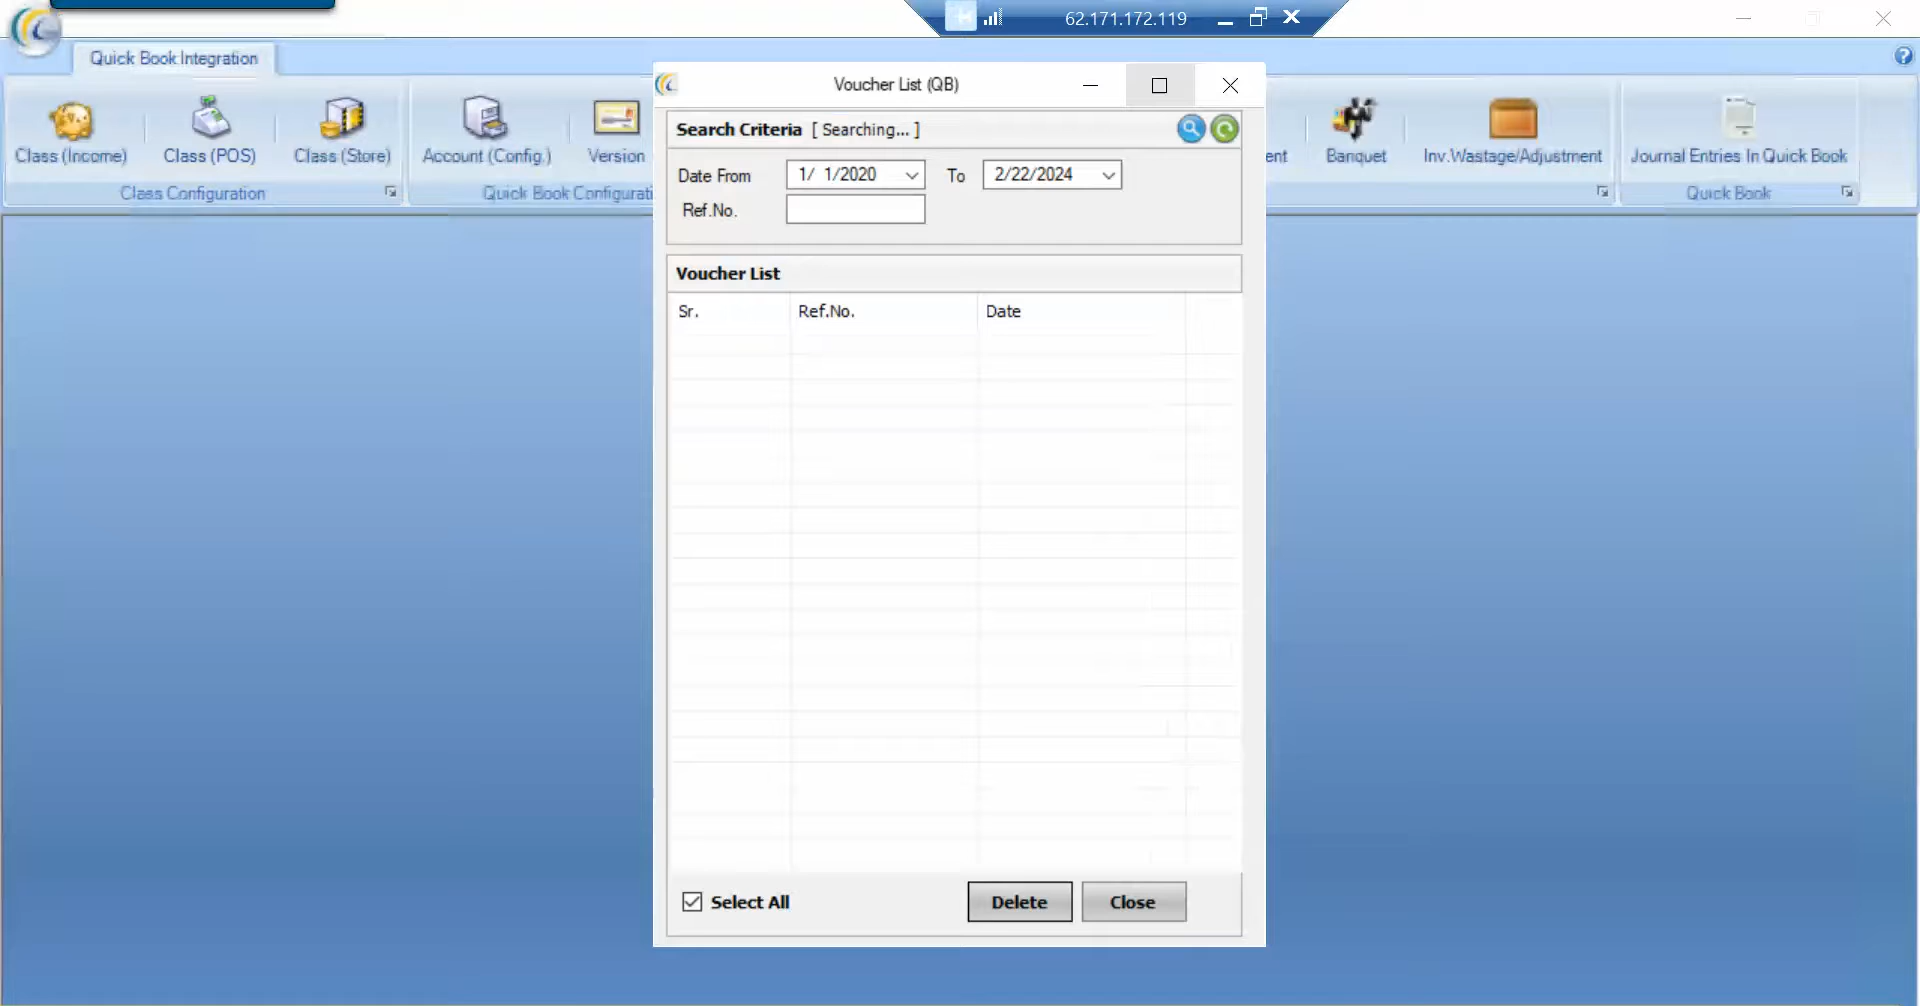 62.171.172.119
Quick Book Integration
Class (Income)
Class (POS)
Class (Store)
Class Configuration
Account (Config.)
Version
Quick Book Configurati
ent
Banquet
Inv.Wastage/Adjustment
Journal Entries In Quick Book
Quick Book
Voucher List (QB)
Search Criteria [ Searching... ]
Date From 1/ 1/2020 To 2/22/2024
Ref.No.
Voucher List
Sr. Ref.No. Date
Select All Delete Close